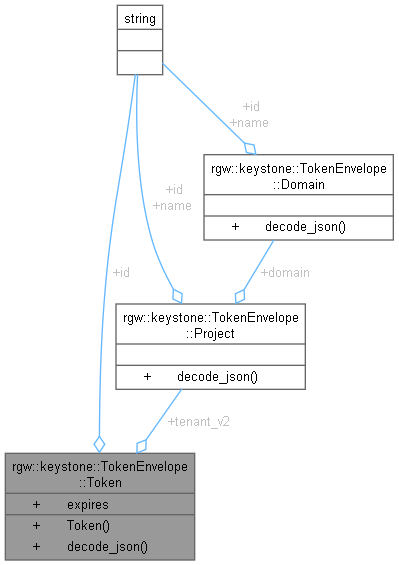 string
+id
+name
rgw::keystone::TokenEnvelope
::Domain
+ decode_json()
+id
+name
+id
+domain
rgw::keystone::TokenEnvelope
::Project
+ decode_json()
+tenant_v2
rgw::keystone::TokenEnvelope
::Token
+ expires
+ Token()
+ decode_json()